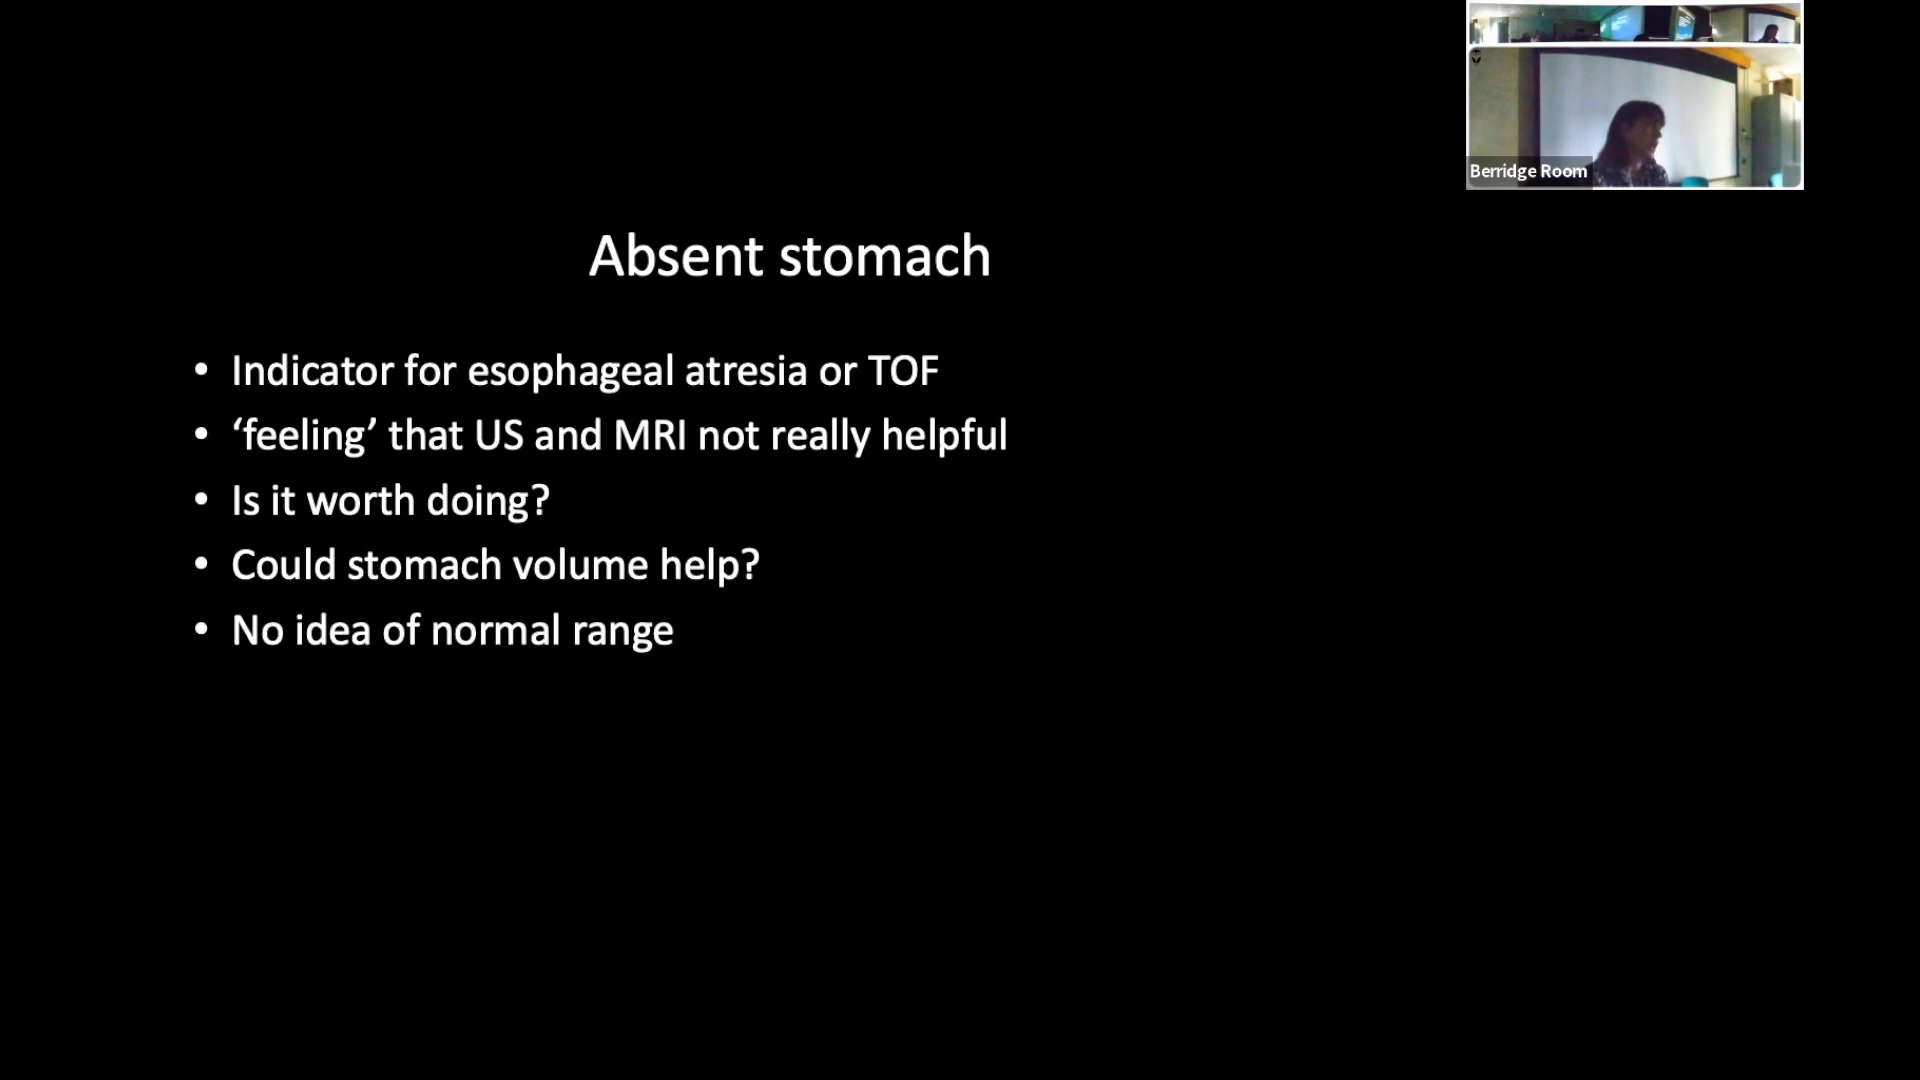 Berridge Room
Absent stomach
• Indicator for esophageal atresia or TOF
• ‘feeling’ that US and MRI not really helpful
• Is it worth doing?
• Could stomach volume help?
• No idea of normal range